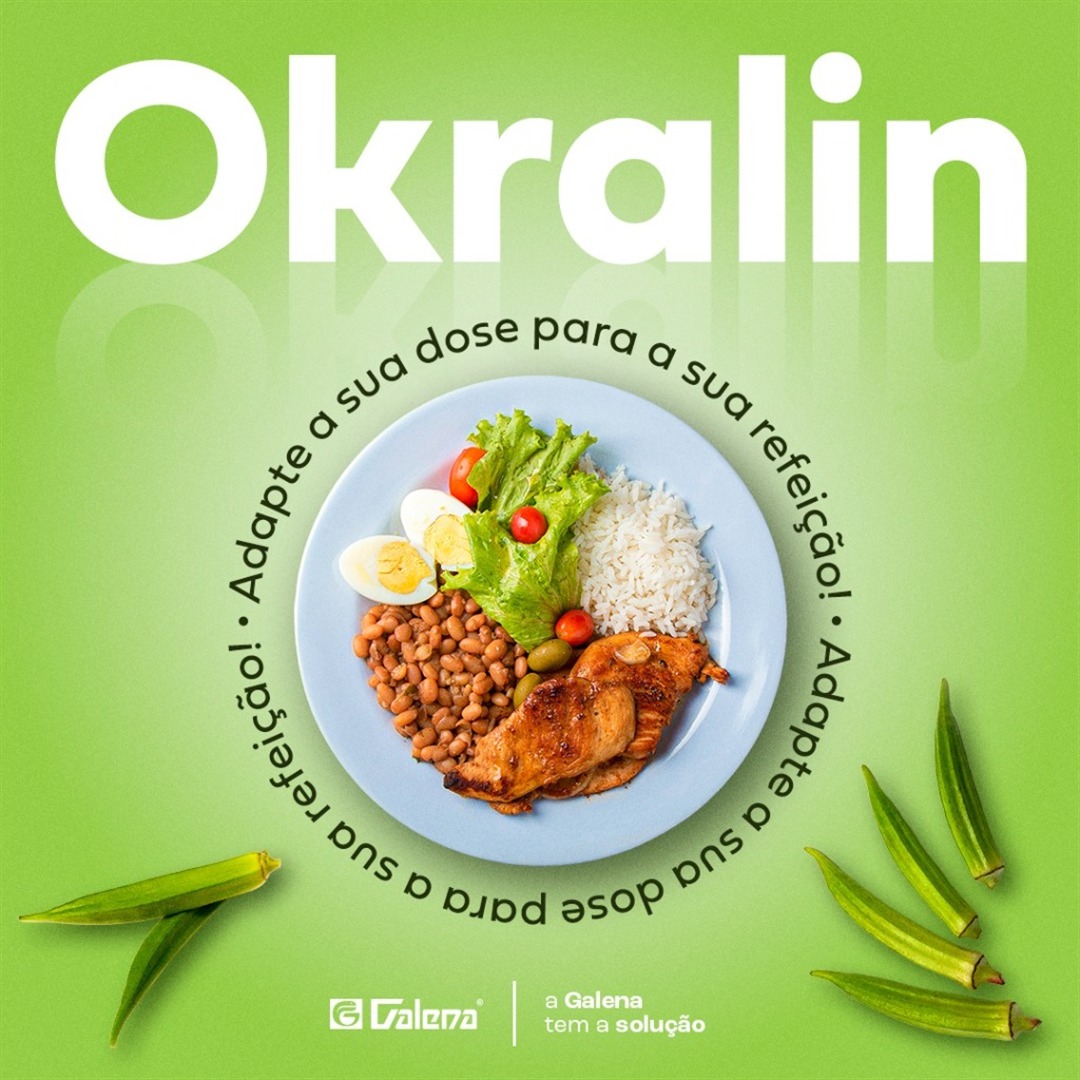 Okralin
Adapte a sua dose para a sua refeição! • Adapte a sua dose para a sua refeição! •
Galena®
a Galena
tem a solução